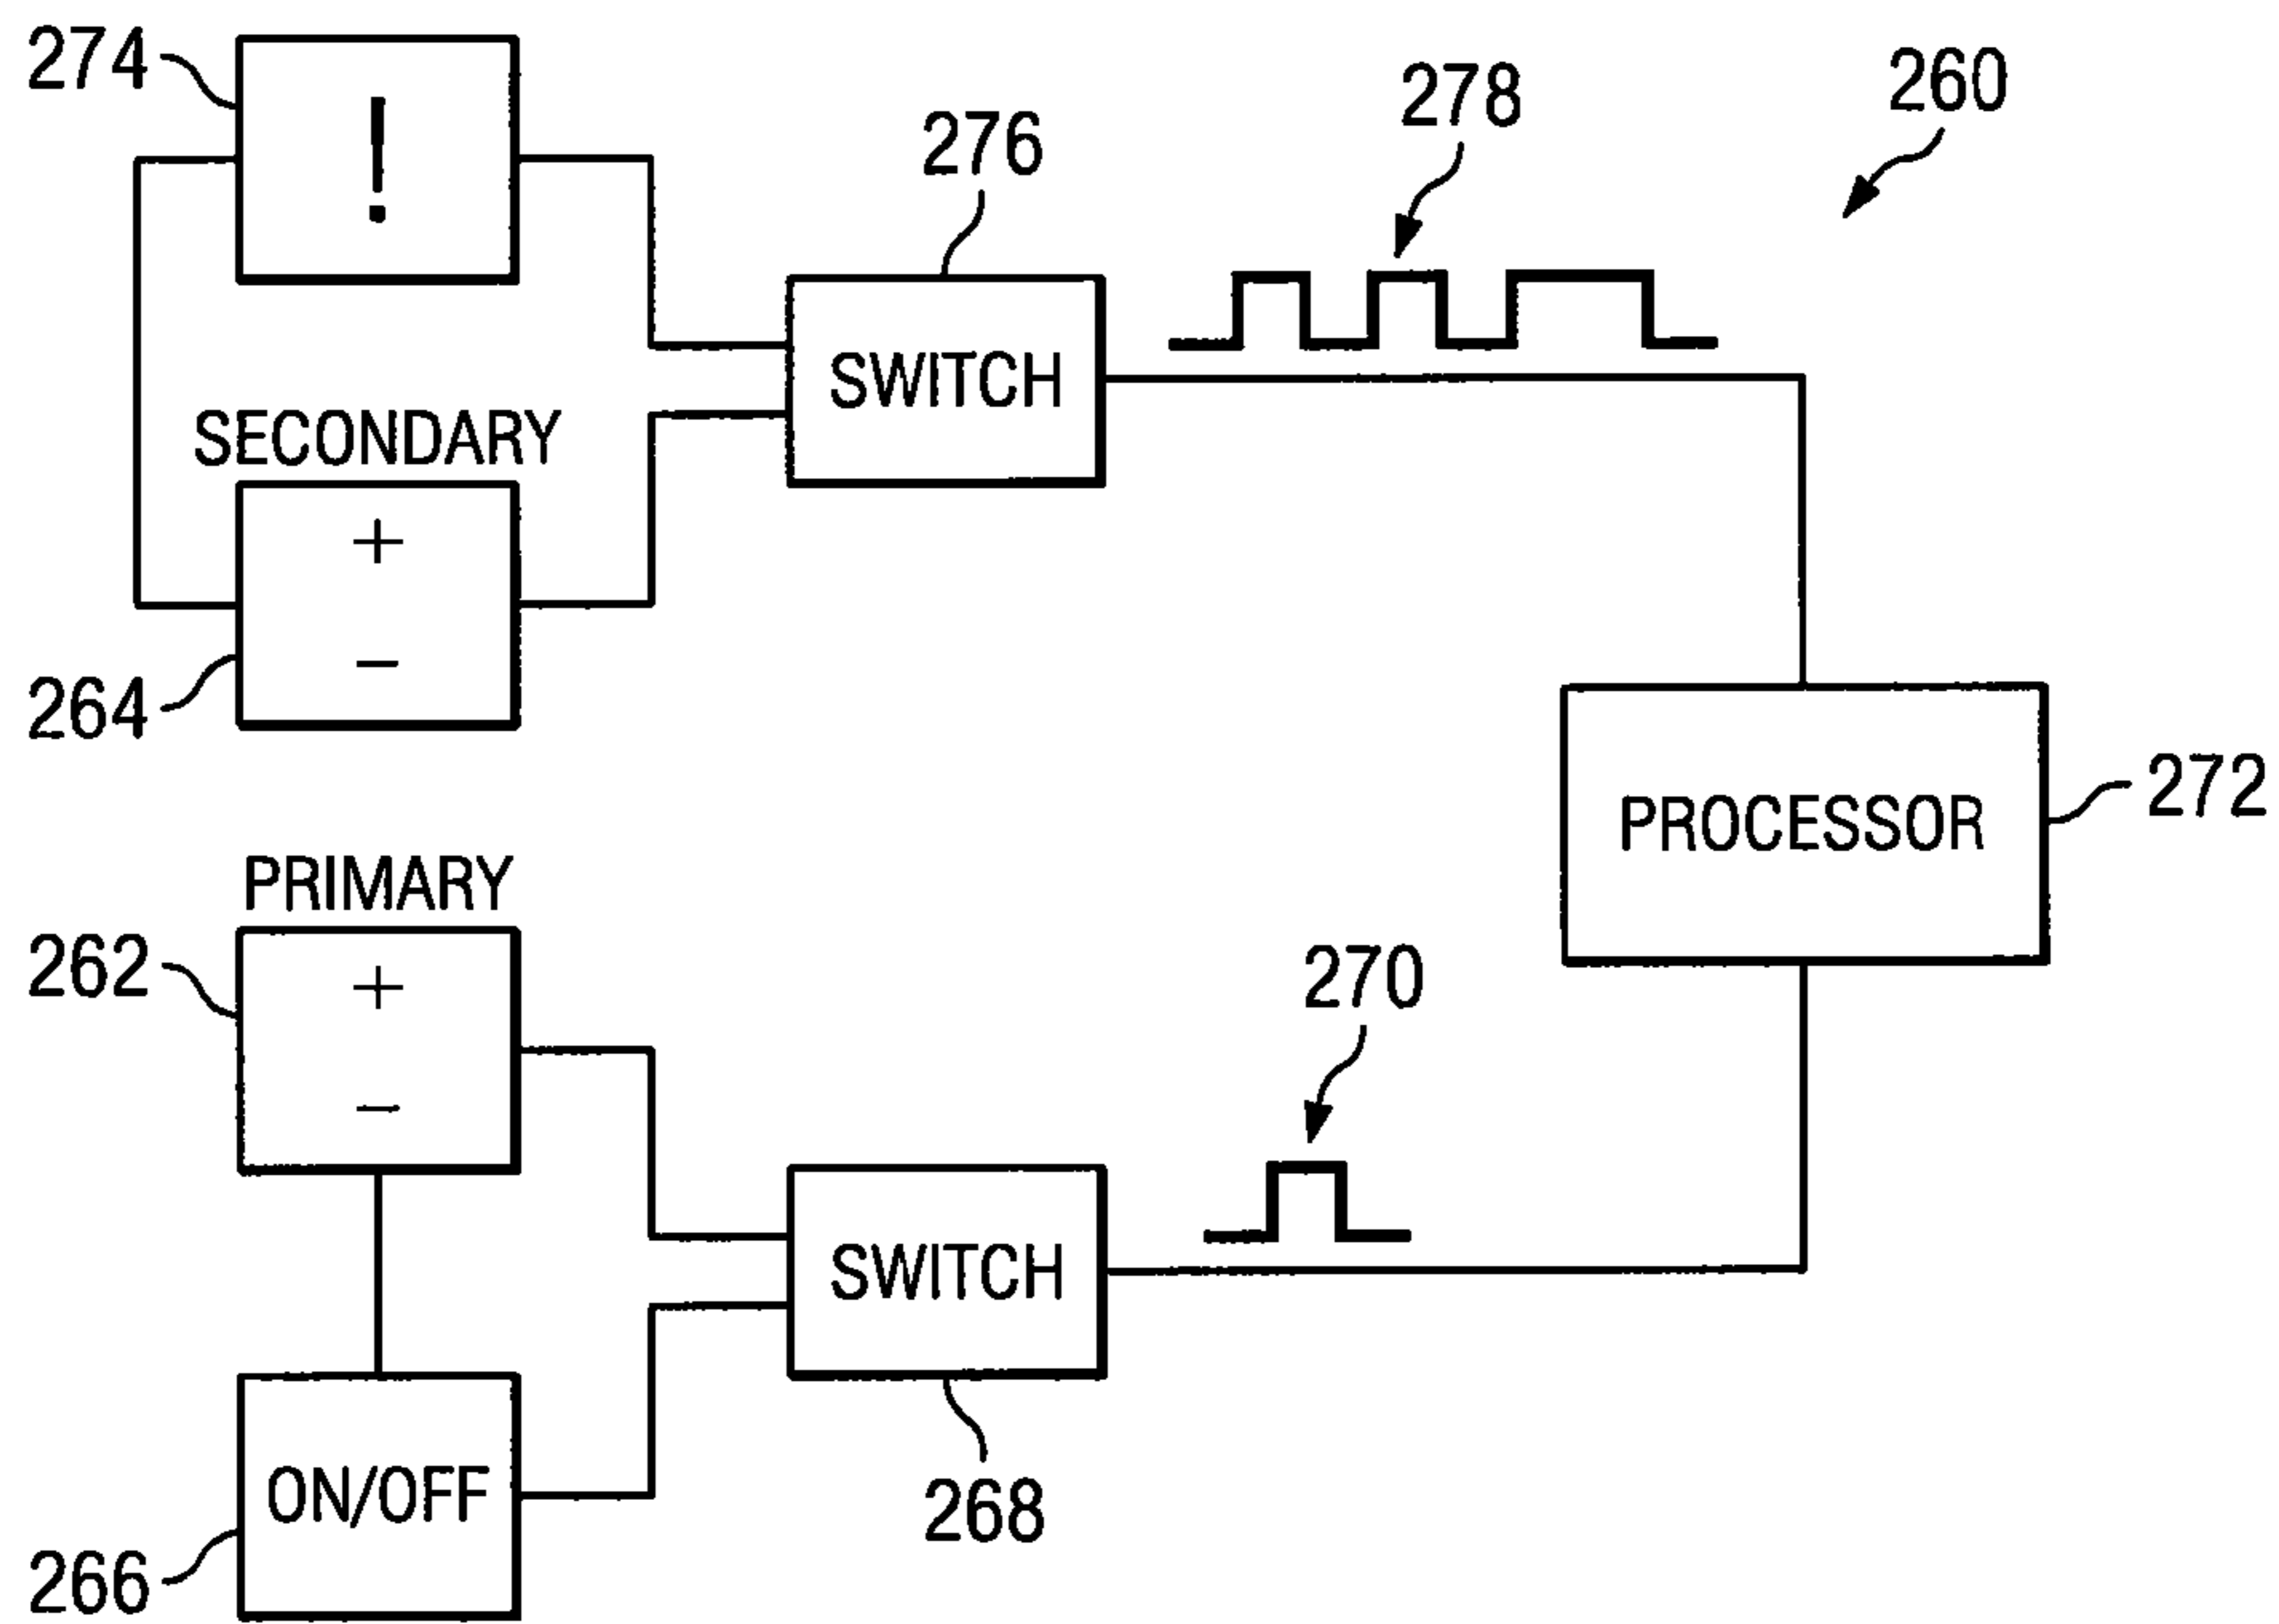 274
!
276
278
260
SWITCH
SECONDARY
+
−
264
PROCESSOR
272
PRIMARY
262
+
−
270
SWITCH
268
ON/OFF
266